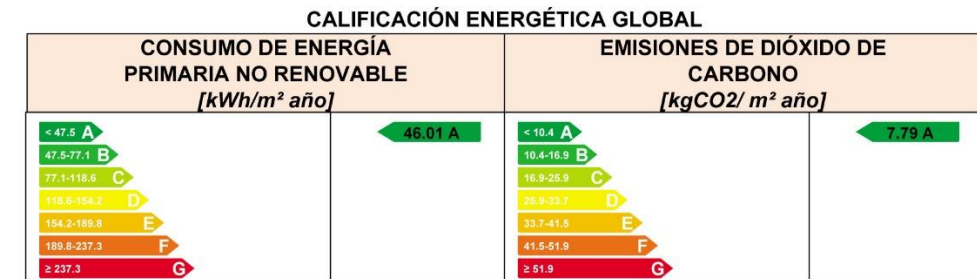 CALIFICACIÓN ENERGÉTICA GLOBAL
CONSUMO DE ENERGÍA
PRIMARIA NO RENOVABLE
[kWh/m² año]
EMISIONES DE DIÓXIDO DE
CARBONO
[kgCO2/ m² año]
< 47.5 A
47.5-77.1 B
77.1-118.6 C
118.6-154.2 D
154.2-189.8 E
189.8-237.3 F
≥ 237.3 G
46.01 A
< 10.4 A
10.4-16.9 B
16.9-25.9 C
25.9-33.7 D
33.7-41.5 E
41.5-51.9 F
≥ 51.9 G
7.79 A